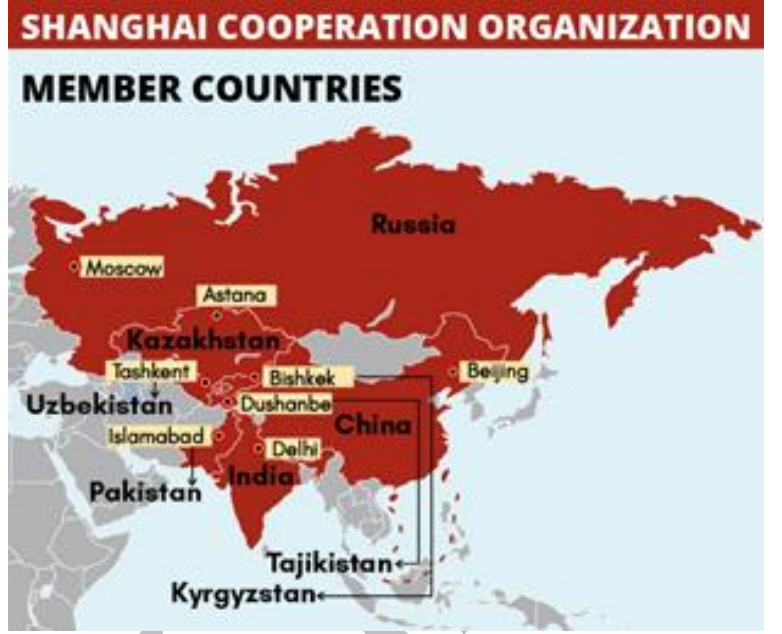 SHANGHAI COOPERATION ORGANIZATION
MEMBER COUNTRIES
Russia
Moscow
Astana
Kazakhstan
Tashkent
Bishkek
Beijing
Uzbekistan
Dushanbe
China
Islamabad
Delhi
India
Pakistan
Tajikistan
Kyrgyzstan